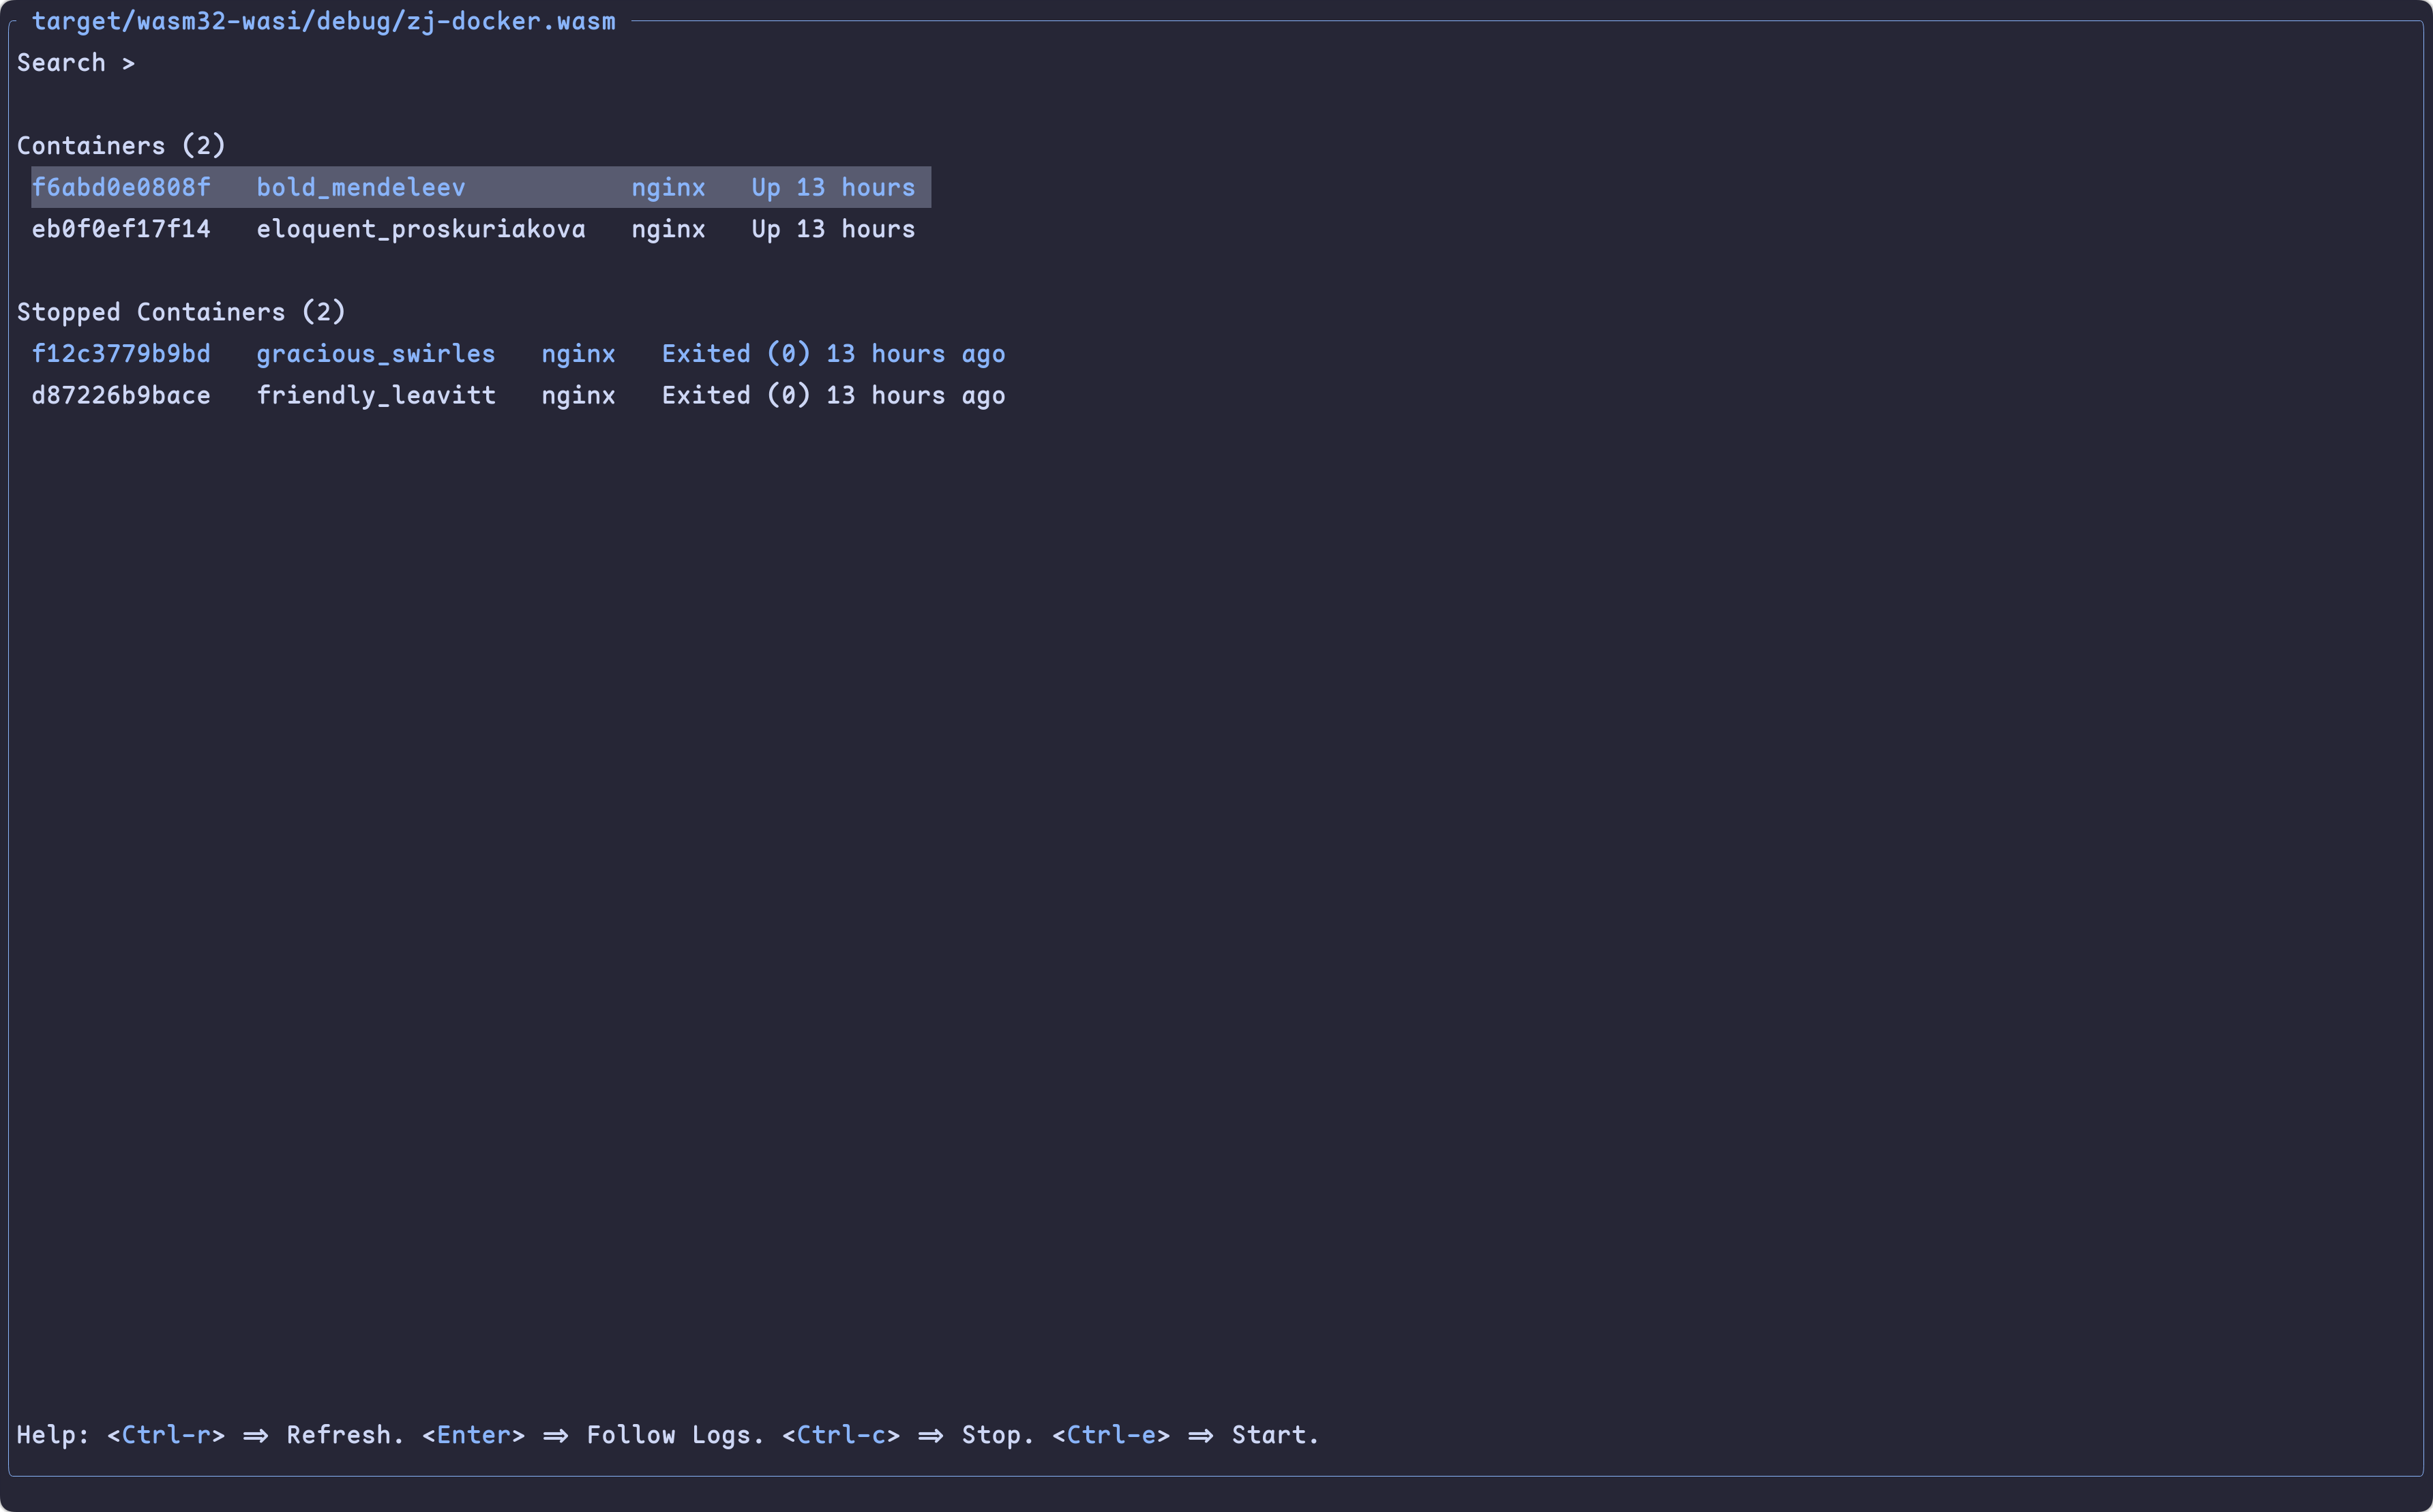 target/wasm32-wasi/debug/zj-docker.wasm
Search >
Containers (2)
f6abd0e0808f   bold_mendeleev           nginx   Up 13 hours
eb0f0ef17f14   eloquent_proskuriakova   nginx   Up 13 hours
Stopped Containers (2)
f12c3779b9bd   gracious_swirles   nginx   Exited (0) 13 hours ago
d87226b9bace   friendly_leavitt   nginx   Exited (0) 13 hours ago
Help: <Ctrl-r> => Refresh. <Enter> => Follow Logs. <Ctrl-c> => Stop. <Ctrl-e> => Start.